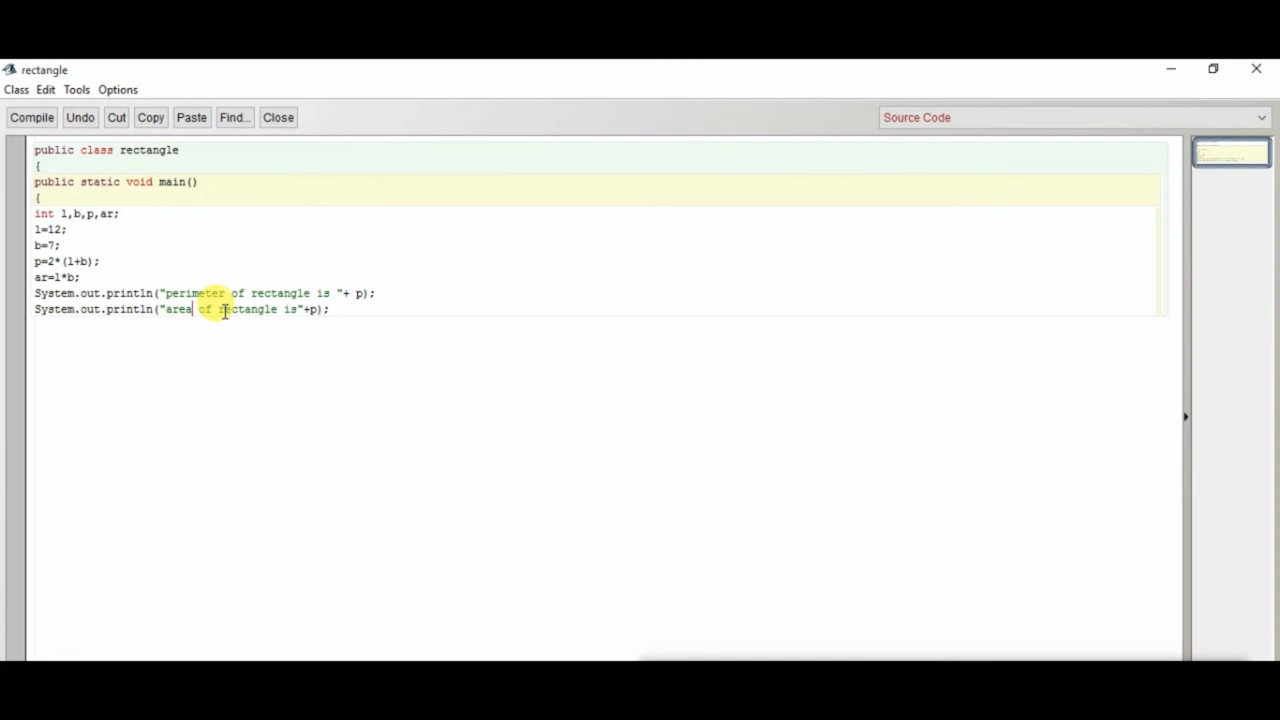 rectangle
Class Edit Tools Options
Compile Undo Cut Copy Paste Find... Close Source Code
public class rectangle
{
public static void main()
{
int l,b,p,ar;
l=12;
b=7;
p=2*(l+b);
ar=l*b;
System.out.println("perimeter of rectangle is "+ p);
System.out.println("area of rectangle is"+p);